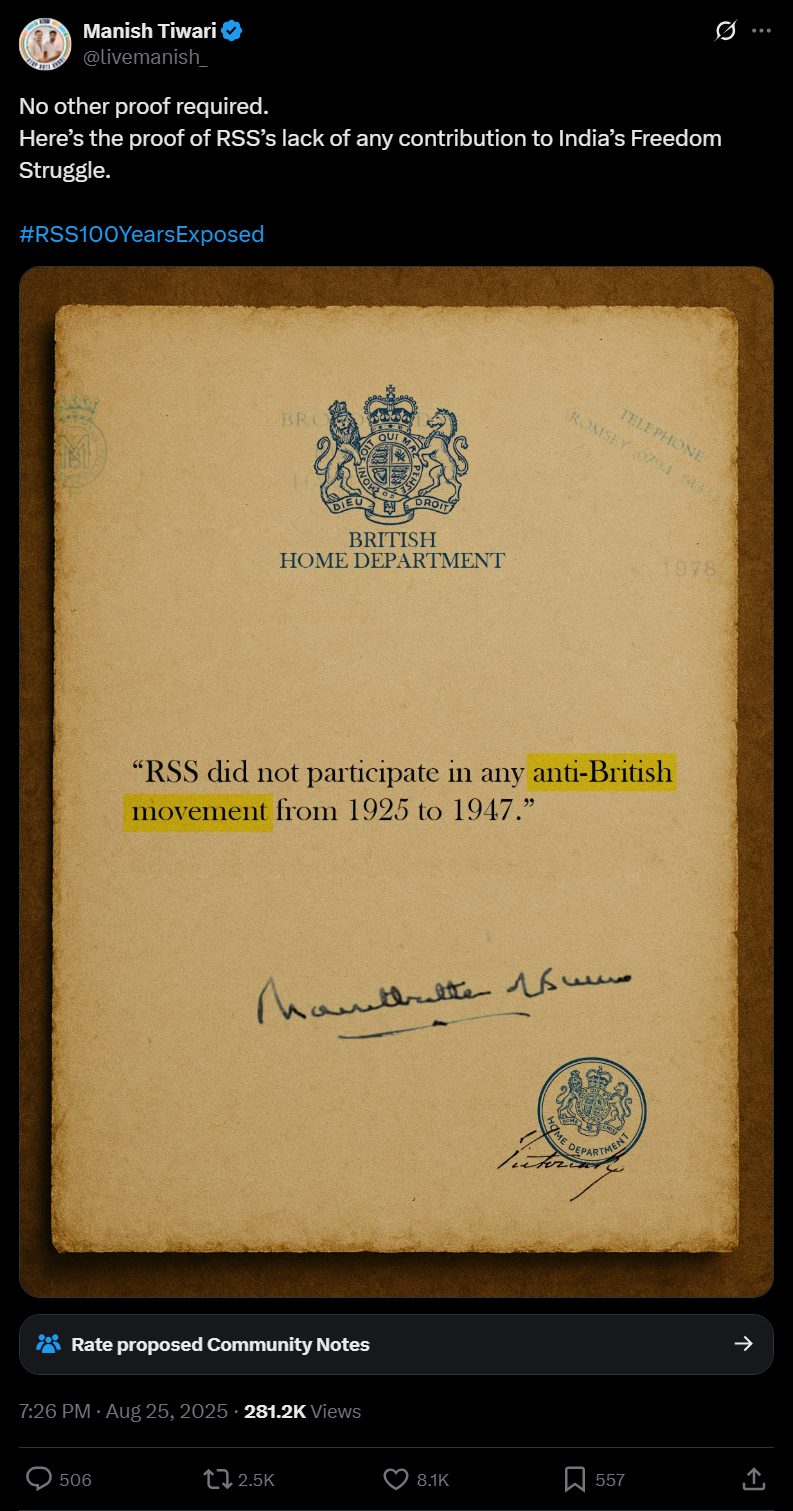 Manish Tiwari
@livemanish_
No other proof required.
Here’s the proof of RSS’s lack of any contribution to India’s Freedom
Struggle.
#RSS100YearsExposed
TELEPHONE
ROMSEY
1978
HONI SOIT QUI MAL Y PENSE
DIEU DROIT
BRITISH
HOME DEPARTMENT
“RSS did not participate in any anti-British
movement from 1925 to 1947.”
HOME DEPARTMENT
Rate proposed Community Notes
7:26 PM · Aug 25, 2025 · 281.2K Views
506 2.5K 8.1K 557